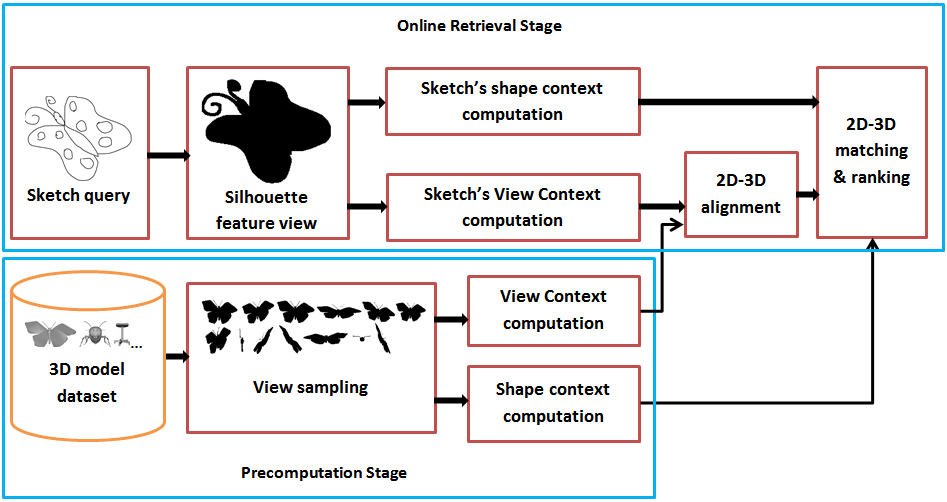 Online Retrieval Stage
Sketch query
Silhouette
feature view
Sketch's shape context
computation
Sketch's View Context
computation
2D-3D
alignment
2D-3D
matching
& ranking
3D model
dataset
...
View sampling
View Context
computation
Shape context
computation
Precomputation Stage